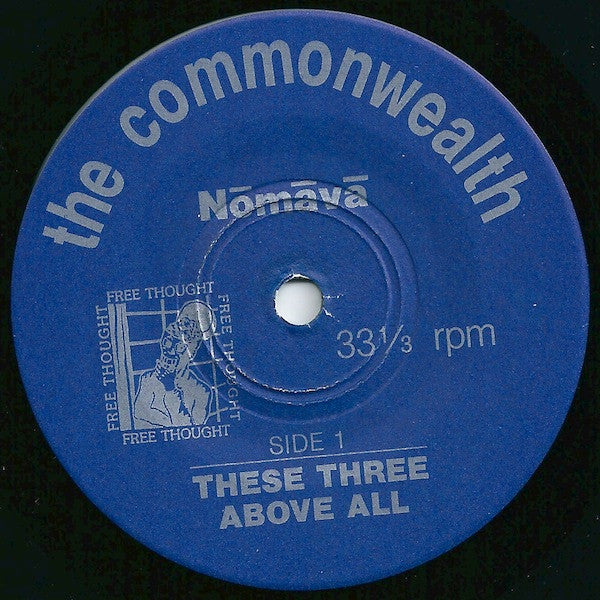 the commonwealth
Nōmāvā
FREE THOUGHT
FREE THOUGHT
FREE THOUGHT
FREE THOUGHT
33⅓ rpm
SIDE 1
THESE THREE
ABOVE ALL